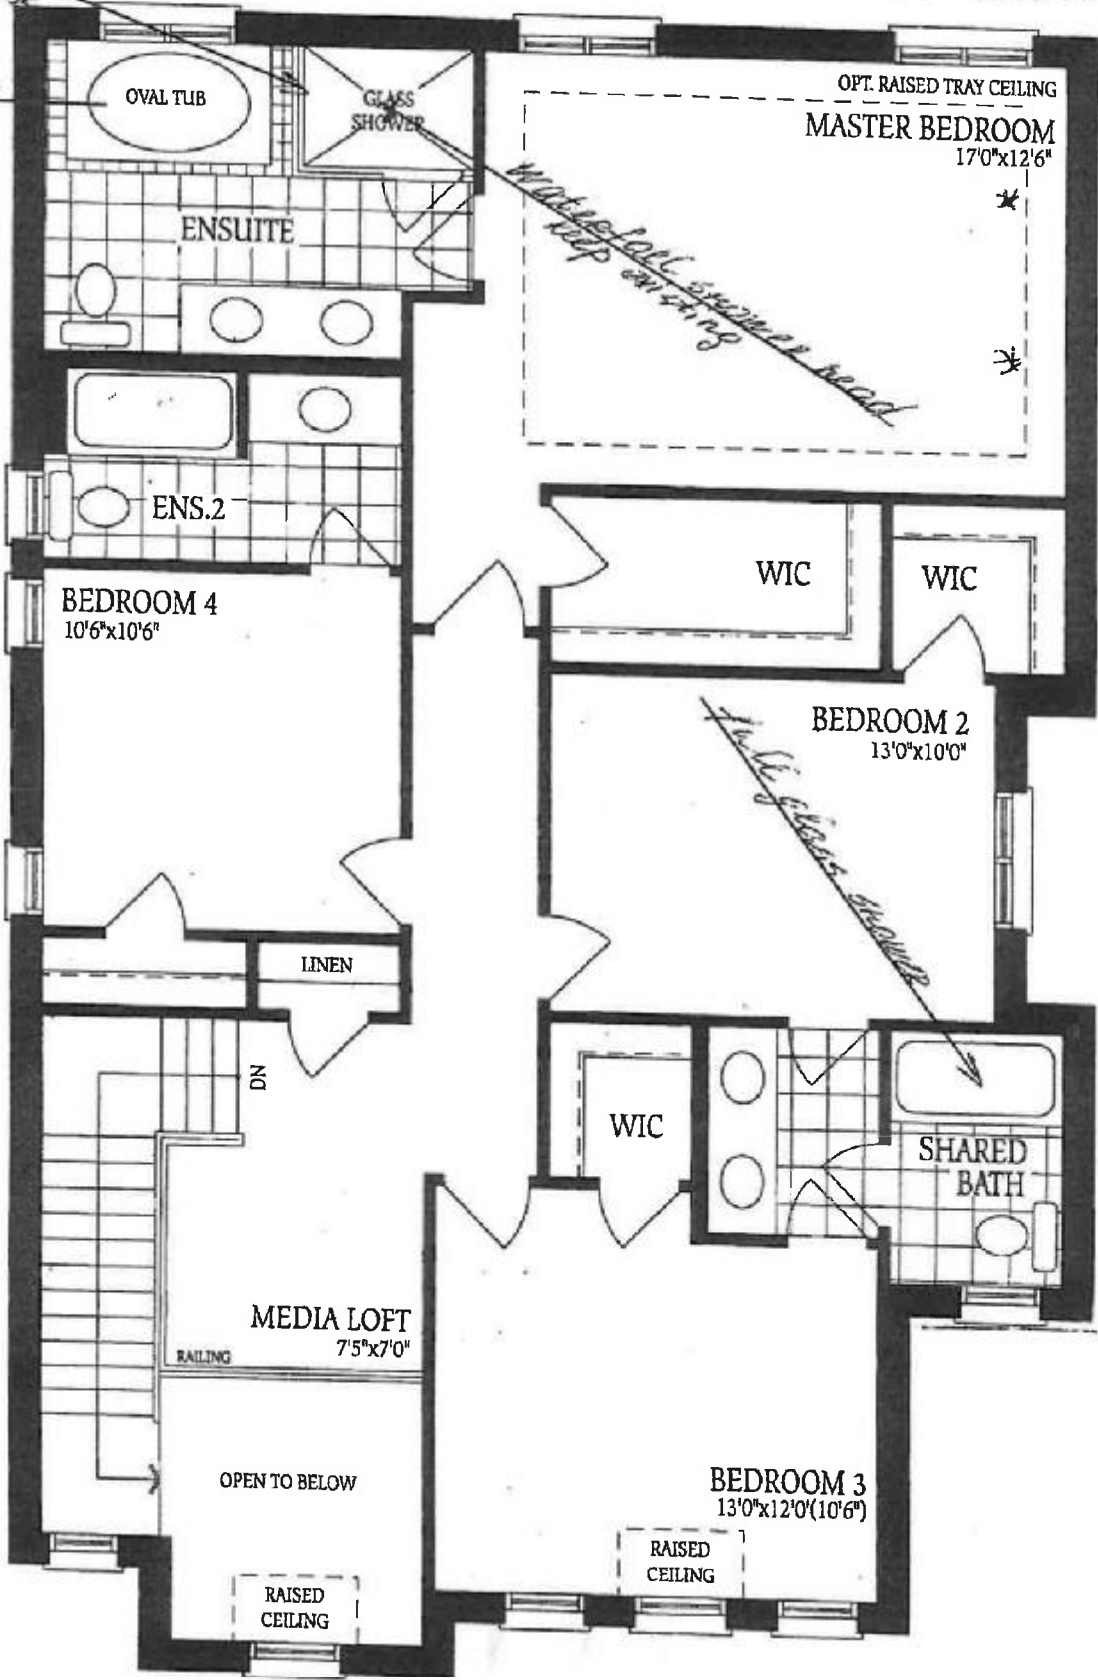 OVAL TUB
GLASS
SHOWER
OPT. RAISED TRAY CEILING
MASTER BEDROOM
17'0"x12'6"
ENSUITE
waterfall shower head
keep existing
ENS.2
WIC
WIC
BEDROOM 4
10'6"x10'6"
BEDROOM 2
13'0"x10'0"
full glass shower
LINEN
DN
WIC
SHARED
BATH
MEDIA LOFT
7'5"x7'0"
RAILING
OPEN TO BELOW
BEDROOM 3
13'0"x12'0'(10'6")
RAISED
CEILING
RAISED
CEILING